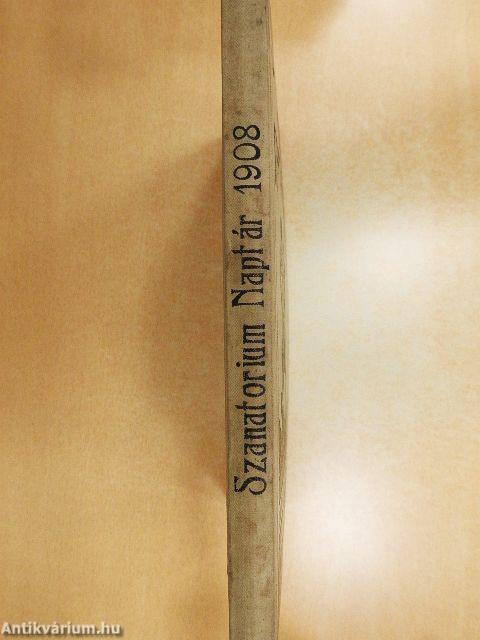 Szanatorium Naptár 1908
Antikvárium.hu